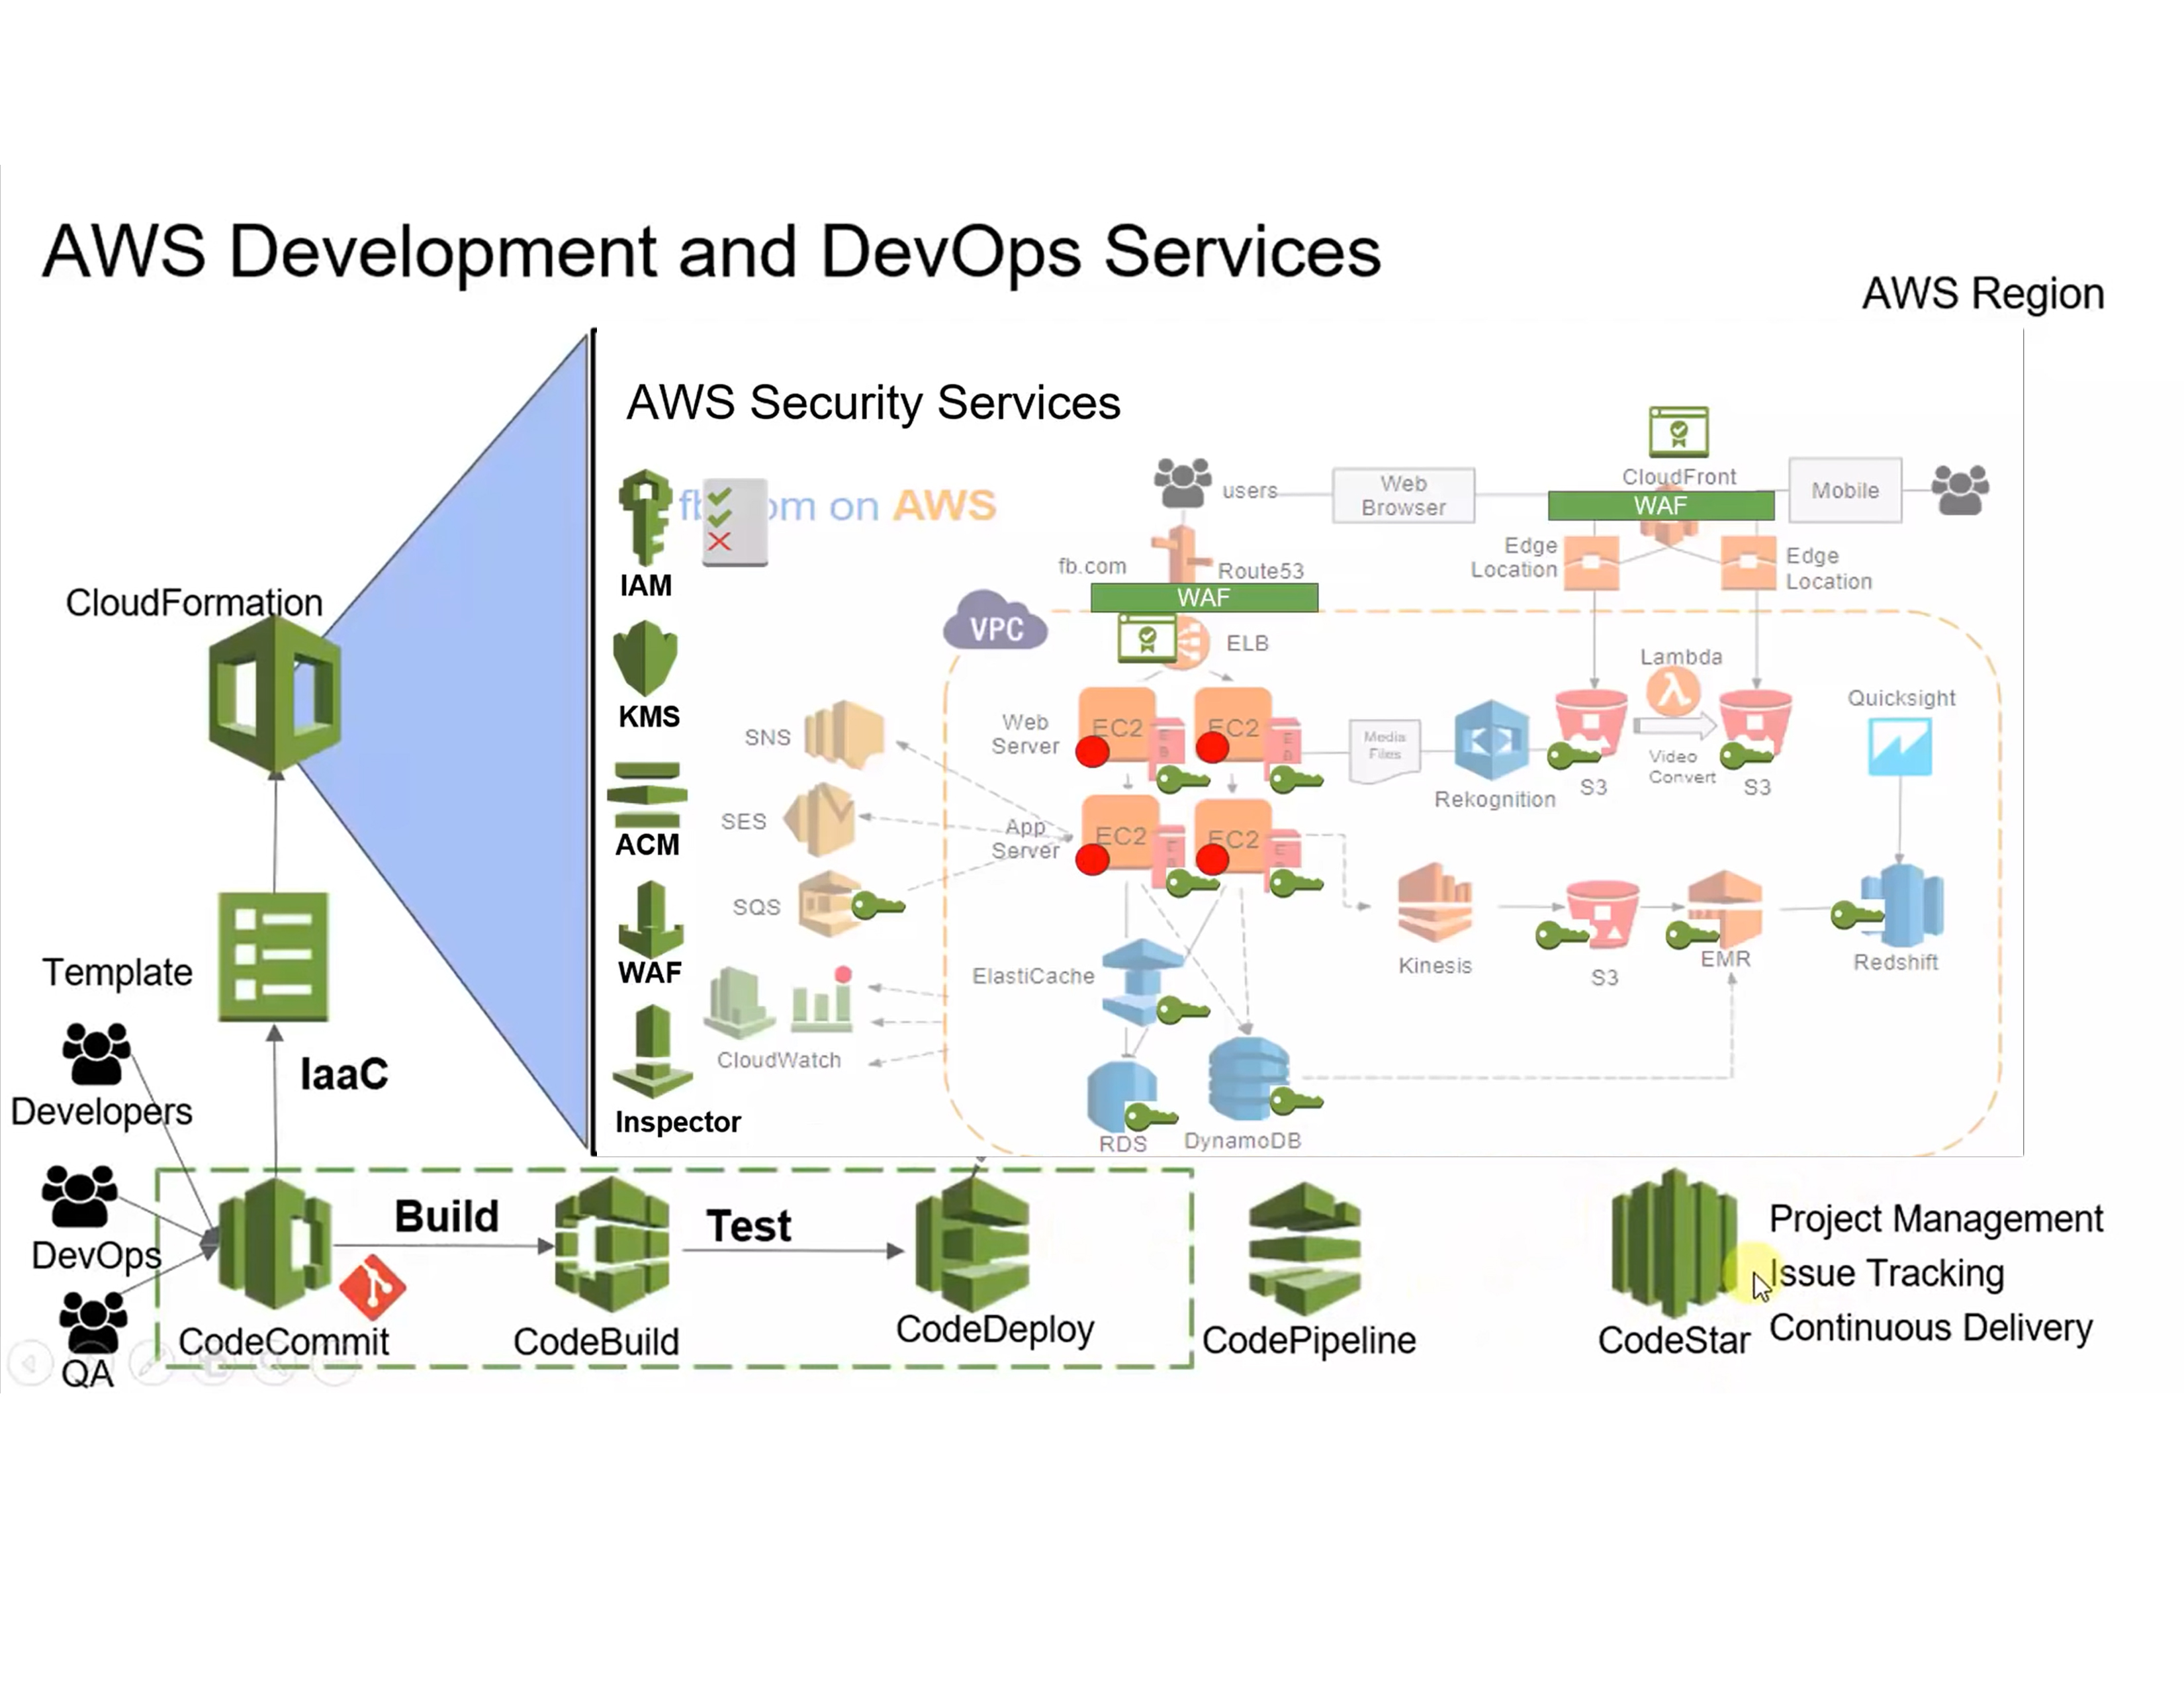 AWS Development and DevOps Services
AWS Region
AWS Security Services
CloudFront
WAF
users
Web
Browser
Mobile
IAM
fb
om on AWS
fb.com
Route53
Edge
Location
Edge
Location
WAF
CloudFormation
VPC
ELB
KMS
Lambda
Quicksight
SNS
Web
Server
EC2
EC2
Media
Files
Rekognition
S3
Video
Convert
S3
ACM
SES
App
Server
EC2
EC2
SQS
WAF
Kinesis
S3
EMR
Redshift
Template
ElastiCache
CloudWatch
IaaC
Developers
Inspector
RDS
DynamoDB
DevOps
Build
Test
Project Management
Issue Tracking
Continuous Delivery
QA
CodeCommit
CodeBuild
CodeDeploy
CodePipeline
CodeStar